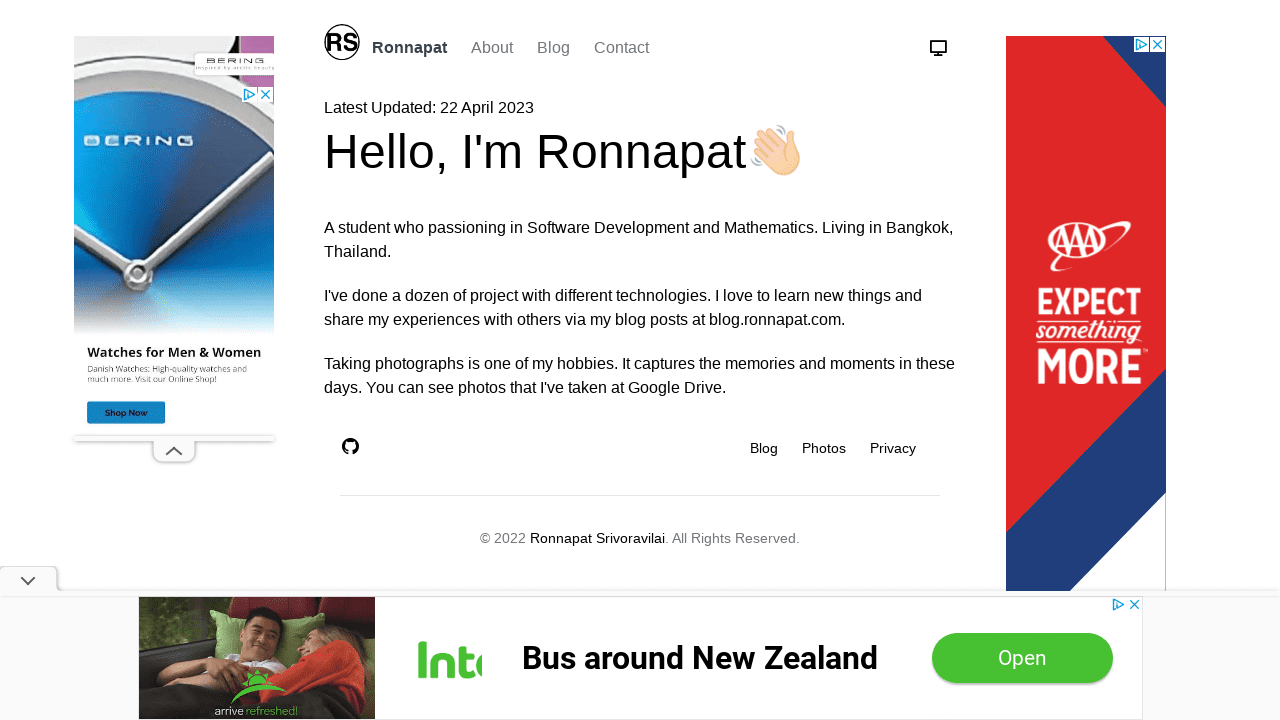 RS
Ronnapat
About
Blog
Contact
Latest Updated: 22 April 2023
Hello, I'm Ronnapat👋🏻
A student who passioning in Software Development and Mathematics. Living in Bangkok,
Thailand.
I've done a dozen of project with different technologies. I love to learn new things and
share my experiences with others via my blog posts at blog.ronnapat.com.
Taking photographs is one of my hobbies. It captures the memories and moments in these
days. You can see photos that I've taken at Google Drive.
Blog
Photos
Privacy
© 2022 Ronnapat Srivoravilai. All Rights Reserved.
BERING
inspired by arctic beauty
BERING
Watches for Men & Women
Danish Watches: High-quality watches and
much more. Visit our Online Shop!
Shop Now
AAA
EXPECT
something
MORE™
arrive refreshed!
Bus around New Zealand
Open